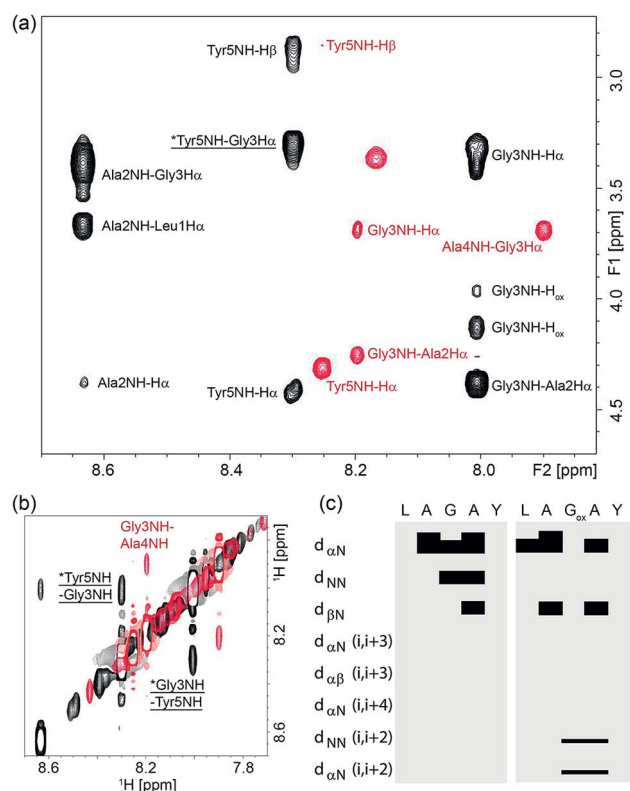 (a)
Tyr5NH-Hβ
Tyr5NH-Hβ
*Tyr5NH-Gly3Hα
Gly3NH-Hα
Ala2NH-Gly3Hα
Ala2NH-Leu1Hα
Gly3NH-Hα
Ala4NH-Gly3Hα
Gly3NH-Hox
Gly3NH-Hox
Gly3NH-Ala2Hα
Ala2NH-Hα
Tyr5NH-Hα
Tyr5NH-Hα
Gly3NH-Ala2Hα
3.0
3.5
4.0
4.5
F1 [ppm]
8.6
8.4
8.2
8.0
F2 [ppm]
(b)
Gly3NH-
Ala4NH
*Tyr5NH
-Gly3NH
*Gly3NH
-Tyr5NH
¹H [ppm]
8.2
8.6
8.6
8.2
7.8
¹H [ppm]
(c)
L A G A Y L A Gox A Y
dαN
dNN
dβN
dαN (i,i+3)
dαβ (i,i+3)
dαN (i,i+4)
dNN (i,i+2)
dαN (i,i+2)